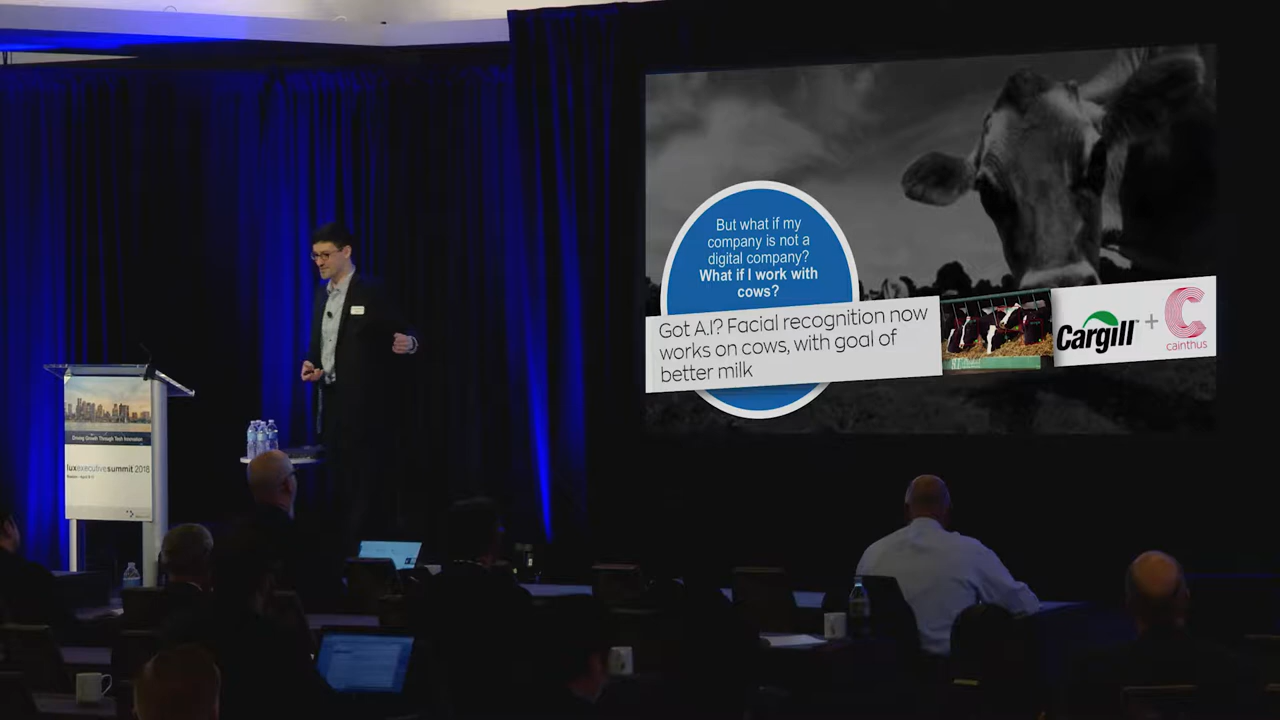 But what if my
company is not a
digital company?
What if I work with
cows?
Got A.I? Facial recognition now
works on cows, with goal of
better milk
Cargill + cainthus
Driving Growth Through Tech Innovation
luxexecutivesummit 2018